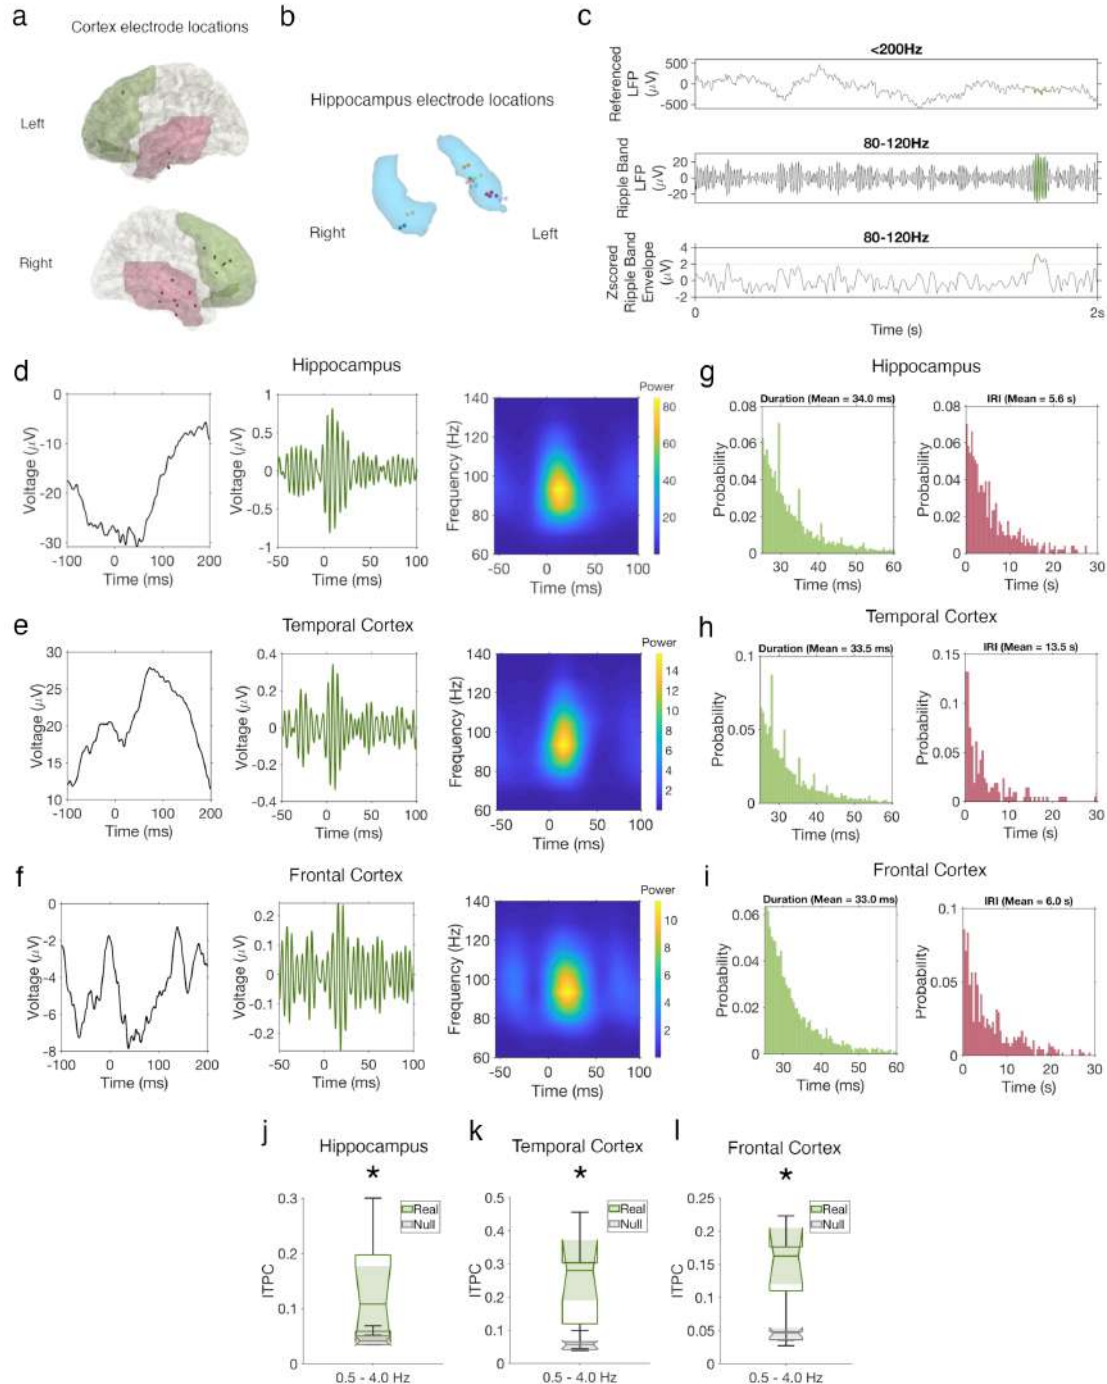 a
Cortex electrode locations
Left
Right
b
Hippocampus electrode locations
Right
Left
c
<200Hz
Referenced
LFP
(μV)
500
0
-500
80-120Hz
Ripple Band
LFP
(μV)
20
0
-20
80-120Hz
Zscored
Ripple Band
Envelope
(μV)
4
2
0
-2
0
2s
Time (s)
d
Hippocampus
Voltage (μV)
0
-10
-20
-30
-100 0 100 200
Time (ms)
Voltage (μV)
1
0.5
0
-0.5
-1
-50 0 50 100
Time (ms)
Frequency (Hz)
140
120
100
80
60
-50 0 50 100
Time (ms)
Power
80
60
40
20
e
Temporal Cortex
Voltage (μV)
30
25
20
15
10
-100 0 100 200
Time (ms)
Voltage (μV)
0.4
0.2
0
-0.2
-0.4
-50 0 50 100
Time (ms)
Frequency (Hz)
140
120
100
80
60
-50 0 50 100
Time (ms)
Power
14
12
10
8
6
4
2
f
Frontal Cortex
Voltage (μV)
0
-2
-4
-6
-8
-100 0 100 200
Time (ms)
Voltage (μV)
0.2
0.1
0
-0.1
-0.2
-50 0 50 100
Time (ms)
Frequency (Hz)
140
120
100
80
60
-50 0 50 100
Time (ms)
Power
10
8
6
4
2
g
Hippocampus
Duration (Mean = 34.0 ms)
Probability
0.08
0.06
0.04
0.02
0
30 40 50 60
Time (ms)
IRI (Mean = 5.6 s)
Probability
0.08
0.06
0.04
0.02
0
0 10 20 30
Time (s)
h
Temporal Cortex
Duration (Mean = 33.5 ms)
Probability
0.1
0.05
0
30 40 50 60
Time (ms)
IRI (Mean = 13.5 s)
Probability
0.15
0.10
0.05
0
0 10 20 30
Time (s)
i
Frontal Cortex
Duration (Mean = 33.0 ms)
Probability
0.06
0.04
0.02
0
30 40 50 60
Time (ms)
IRI (Mean = 6.0 s)
Probability
0.1
0.05
0
0 10 20 30
Time (s)
j
Hippocampus
*
ITPC
0.3
0.2
0.1
0
Real
Null
0.5 - 4.0 Hz
k
Temporal Cortex
*
ITPC
0.5
0.4
0.3
0.2
0.1
0
Real
Null
0.5 - 4.0 Hz
l
Frontal Cortex
*
ITPC
0.25
0.2
0.15
0.1
0.05
0
Real
Null
0.5 - 4.0 Hz